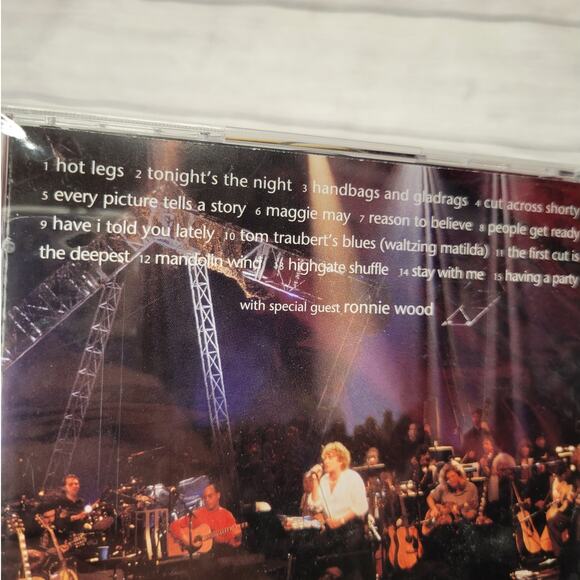 1 hot legs 2 tonight's the night 3 handbags and gladrags 4 cut across shorty
5 every picture tells a story 6 maggie may 7 reason to believe 8 people get ready
9 have i told you lately 10 tom traubert's blues (waltzing matilda) 11 the first cut is
the deepest 12 mandolin wind 13 highgate shuffle 14 stay with me 15 having a party
with special guest ronnie wood